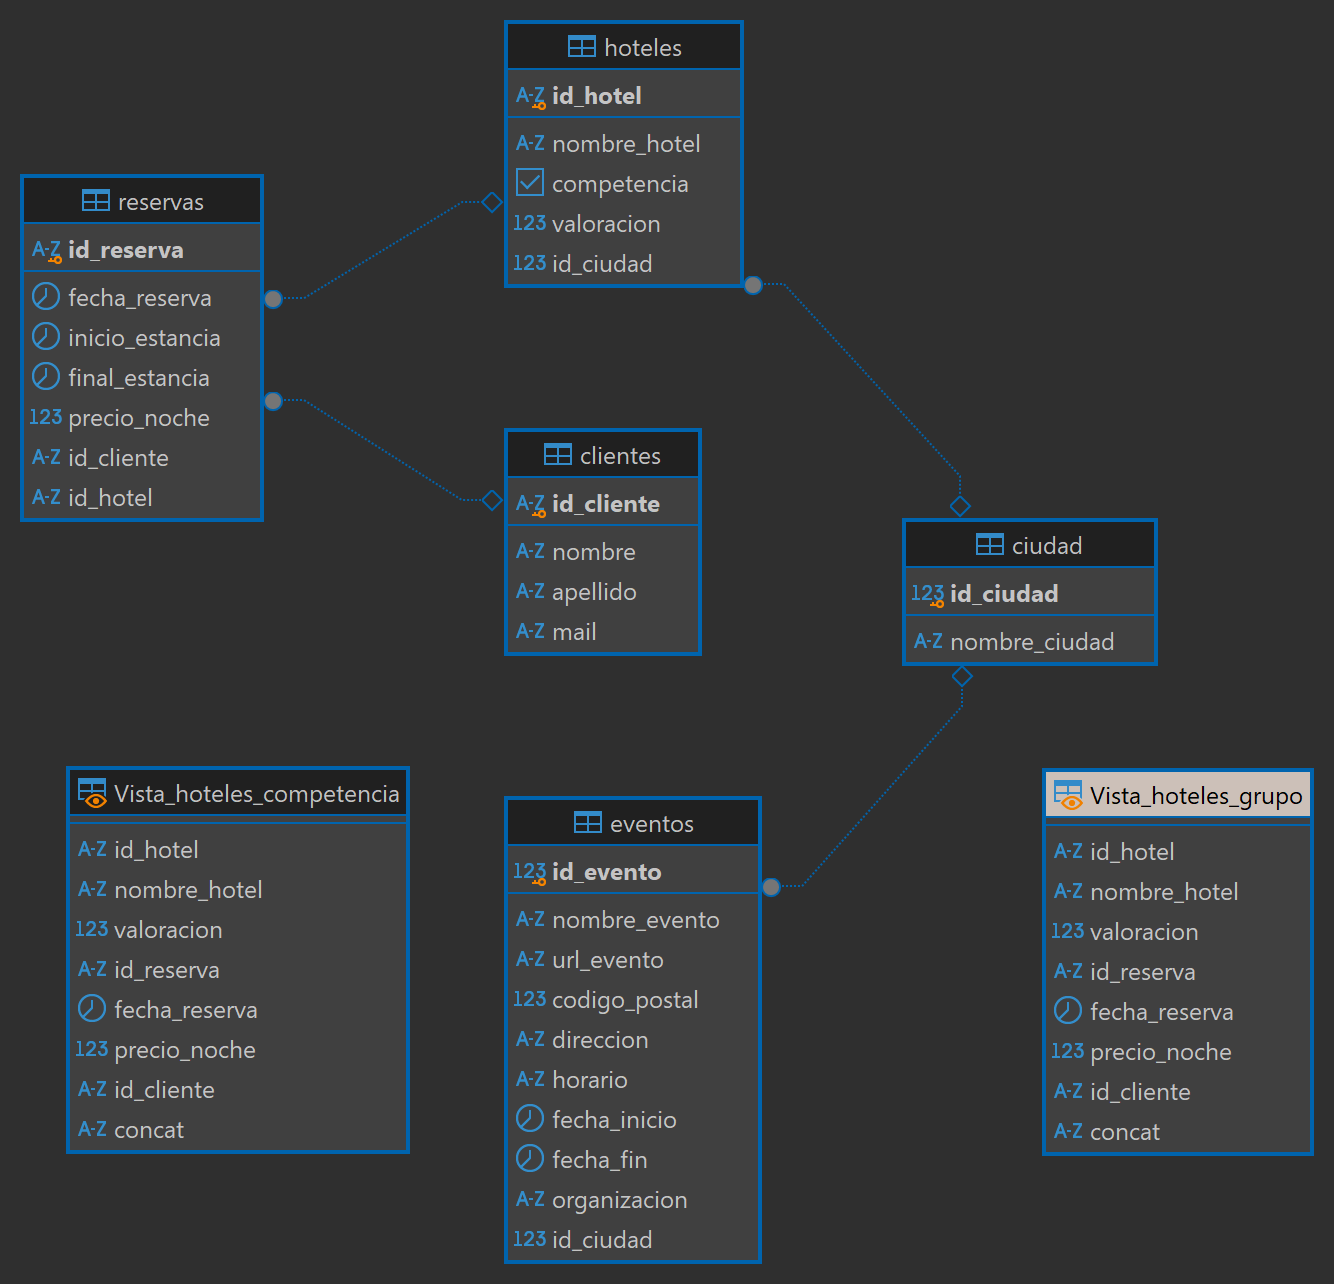 hoteles
A-Z id_hotel
A-Z nombre_hotel
competencia
123 valoracion
123 id_ciudad
reservas
A-Z id_reserva
fecha_reserva
inicio_estancia
final_estancia
123 precio_noche
A-Z id_cliente
A-Z id_hotel
clientes
A-Z id_cliente
A-Z nombre
A-Z apellido
A-Z mail
ciudad
123 id_ciudad
A-Z nombre_ciudad
Vista_hoteles_competencia
A-Z id_hotel
A-Z nombre_hotel
123 valoracion
A-Z id_reserva
fecha_reserva
123 precio_noche
A-Z id_cliente
A-Z concat
eventos
123 id_evento
A-Z nombre_evento
A-Z url_evento
123 codigo_postal
A-Z direccion
A-Z horario
fecha_inicio
fecha_fin
A-Z organizacion
123 id_ciudad
Vista_hoteles_grupo
A-Z id_hotel
A-Z nombre_hotel
123 valoracion
A-Z id_reserva
fecha_reserva
123 precio_noche
A-Z id_cliente
A-Z concat